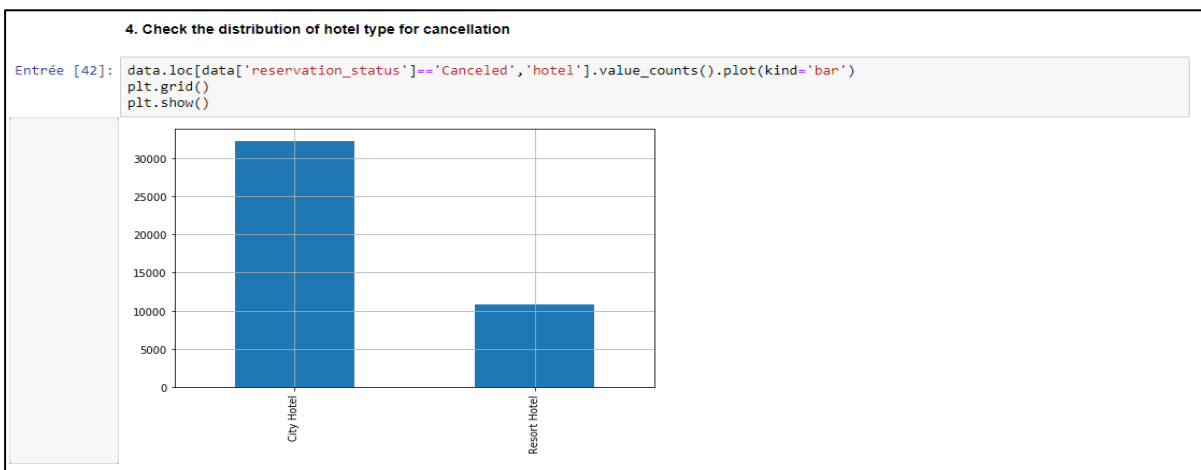 4. Check the distribution of hotel type for cancellation
Entrée [42]: data.loc[data['reservation_status']=='Canceled','hotel'].value_counts().plot(kind='bar')
plt.grid()
plt.show()
30000
25000
20000
15000
10000
5000
0
City Hotel
Resort Hotel